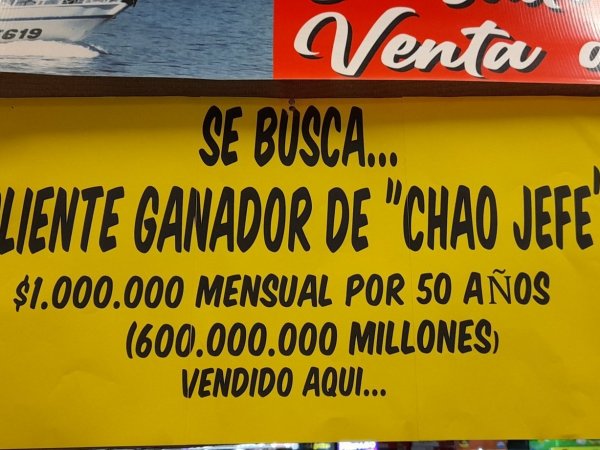 619
Venta
SE BUSCA...
CLIENTE GANADOR DE "CHAO JEFE"
$1.000.000 MENSUAL POR 50 AÑOS
(600.000.000 MILLONES)
VENDIDO AQUI...